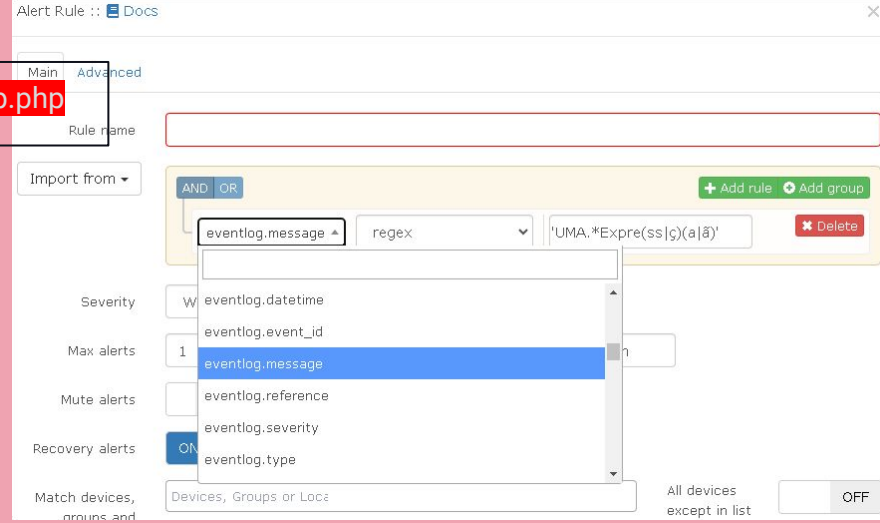 Alert Rule :: Docs
Main Advanced
p.php
Rule name
Import from
AND OR
Add rule Add group
eventlog.message regex 'UMA.*Expre(ss|ç)(a|ã)' Delete
eventlog.datetime
Severity W
eventlog.event_id
Max alerts 1
eventlog.message
Mute alerts
eventlog.reference
eventlog.severity
Recovery alerts ON
eventlog.type
Match devices, Devices, Groups or Loca All devices OFF
groups and except in list